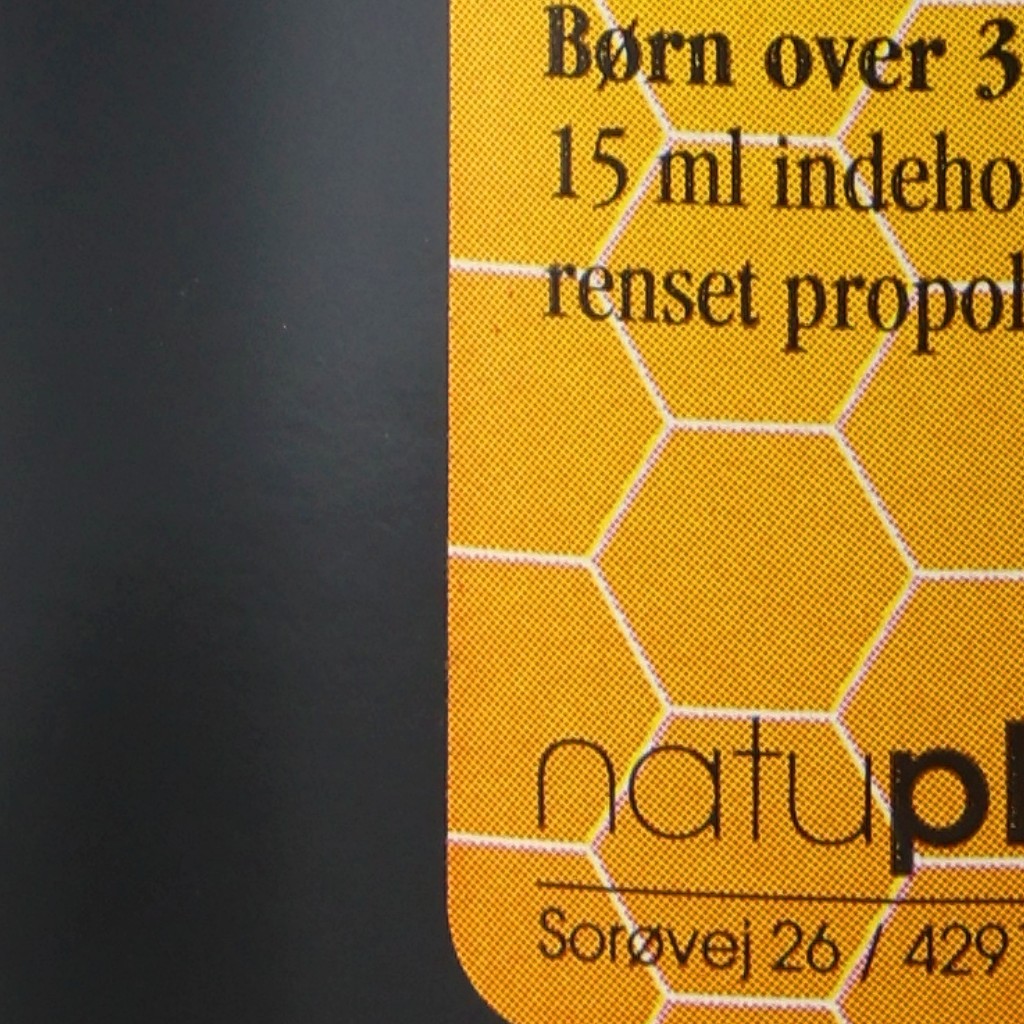 Børn over 3
15 ml indeho
renset propol
natupl
Sorøvej 26 / 429